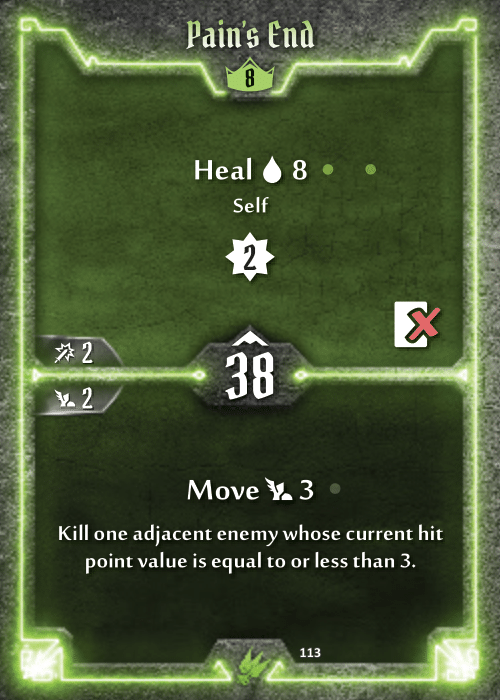 Pain's End
8
Heal 8
Self
2
2
38
2
Move 3
Kill one adjacent enemy whose current hit
point value is equal to or less than 3.
113